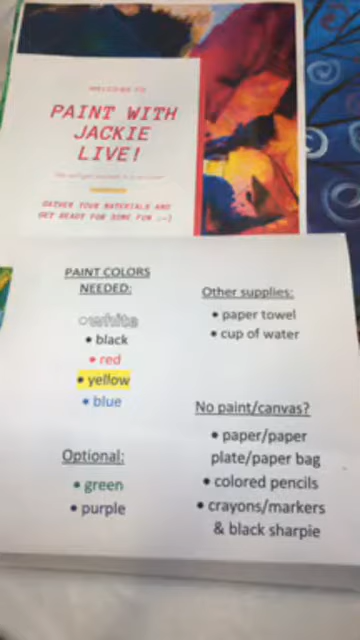 WELCOME TO
PAINT WITH
JACKIE
LIVE!
GATHER YOUR MATERIALS AND
GET READY FOR SOME FUN :-)
PAINT COLORS
NEEDED:
○white
• black
• red
• yellow
• blue
Optional:
• green
• purple
Other supplies:
• paper towel
• cup of water
No paint/canvas?
• paper/paper
plate/paper bag
• colored pencils
• crayons/markers
& black sharpie